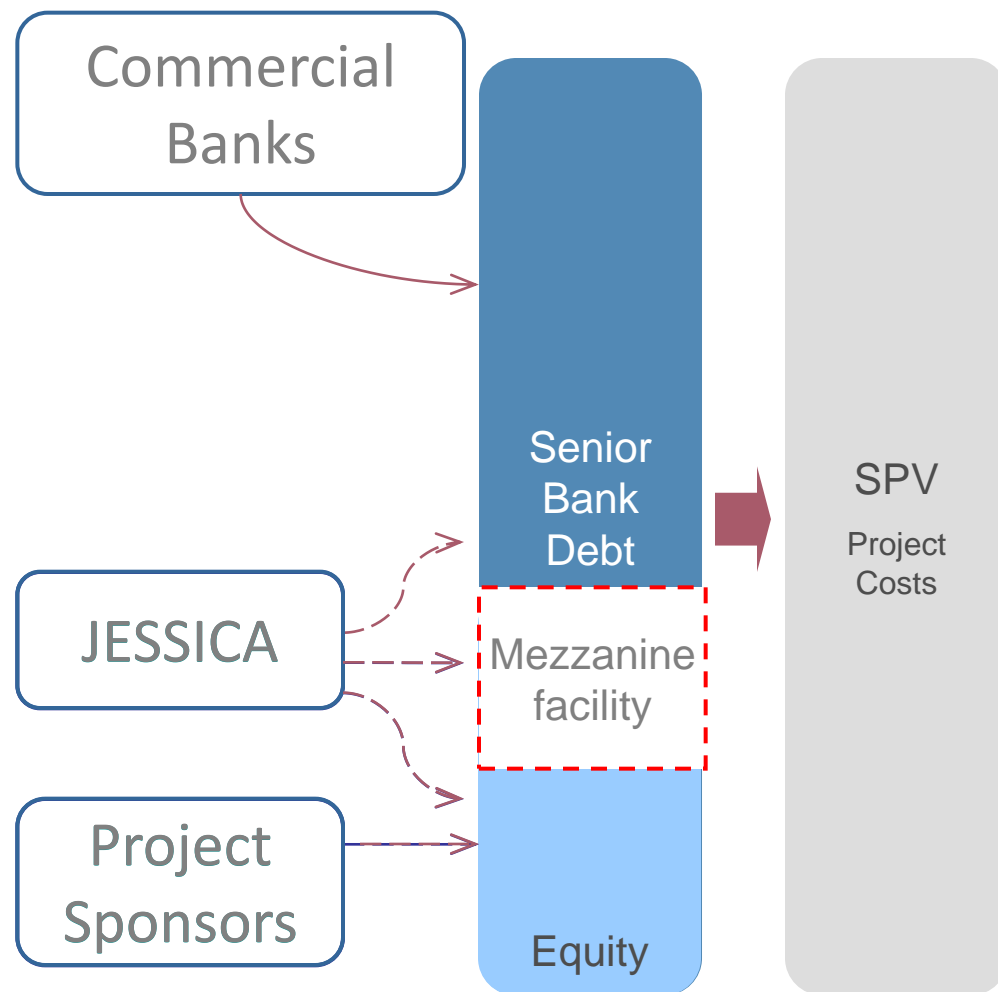 Commercial
Banks
Senior
Bank
Debt
SPV
Project
Costs
JESSICA
Mezzanine
facility
Project
Sponsors
Equity